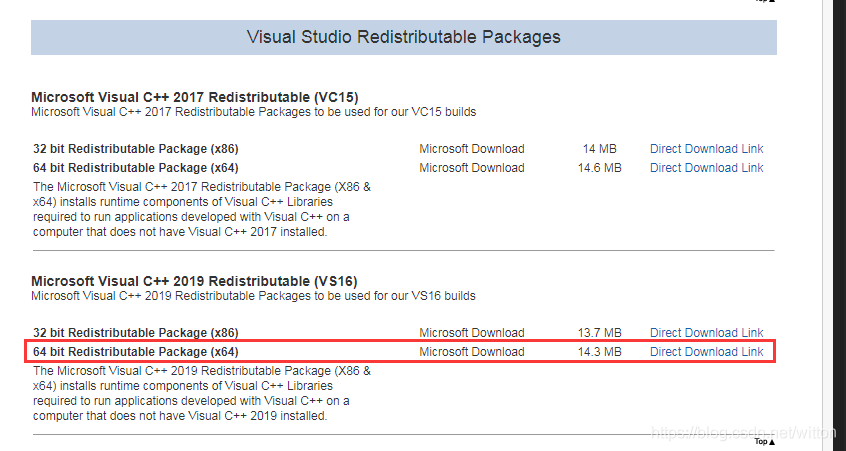 Visual Studio Redistributable Packages
Microsoft Visual C++ 2017 Redistributable (VC15)
Microsoft Visual C++ 2017 Redistributable Packages to be used for our VC15 builds
32 bit Redistributable Package (x86) Microsoft Download 14 MB Direct Download Link
64 bit Redistributable Package (x64) Microsoft Download 14.6 MB Direct Download Link
The Microsoft Visual C++ 2017 Redistributable Package (X86 &
x64) installs runtime components of Visual C++ Libraries
required to run applications developed with Visual C++ on a
computer that does not have Visual C++ 2017 installed.
Microsoft Visual C++ 2019 Redistributable (VS16)
Microsoft Visual C++ 2019 Redistributable Packages to be used for our VS16 builds
32 bit Redistributable Package (x86) Microsoft Download 13.7 MB Direct Download Link
64 bit Redistributable Package (x64) Microsoft Download 14.3 MB Direct Download Link
The Microsoft Visual C++ 2019 Redistributable Package (X86 &
x64) installs runtime components of Visual C++ Libraries
required to run applications developed with Visual C++ on a
computer that does not have Visual C++ 2019 installed.
https://blog.csdn.net/witton
Top▲